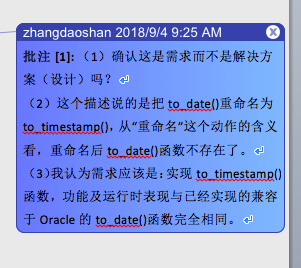 zhangdaoshan 2018/9/4 9:25 AM
批注 [1]:（1）确认这是需求而不是解决方
案（设计）吗？
（2）这个描述说的是把 to_date()重命名为
to_timestamp()，从“重命名”这个动作的含义
看，重命名后 to_date()函数不存在了。
（3）我认为需求应该是：实现 to_timestamp()
函数，功能及运行时表现与已经实现的兼容
于 Oracle 的 to_date()函数完全相同。